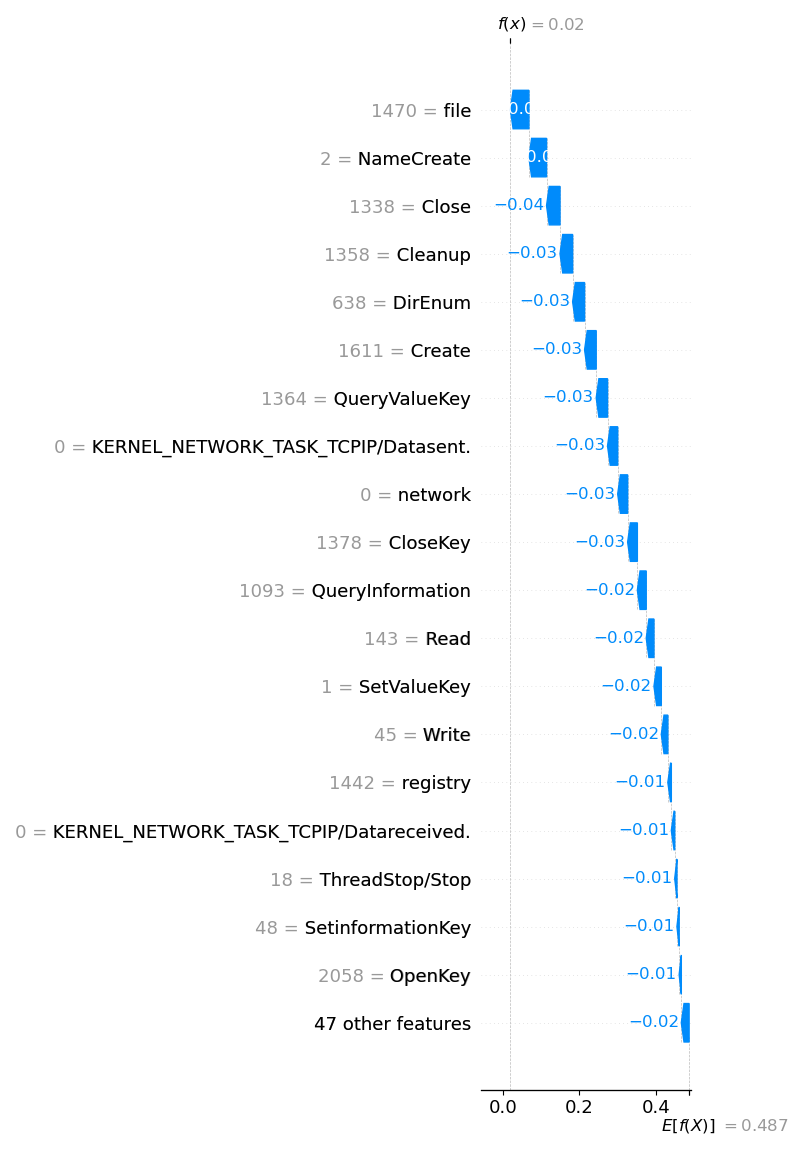 f(x) = 0.02
1470 = file
2 = NameCreate
1338 = Close
−0.04
1358 = Cleanup
−0.03
638 = DirEnum
−0.03
1611 = Create
−0.03
1364 = QueryValueKey
−0.03
0 = KERNEL_NETWORK_TASK_TCPIP/Datasent.
−0.03
0 = network
−0.03
1378 = CloseKey
−0.03
1093 = QueryInformation
−0.02
143 = Read
−0.02
1 = SetValueKey
−0.02
45 = Write
−0.02
1442 = registry
−0.01
0 = KERNEL_NETWORK_TASK_TCPIP/Datareceived.
−0.01
18 = ThreadStop/Stop
−0.01
48 = SetinformationKey
−0.01
2058 = OpenKey
−0.01
47 other features
−0.02
0.0 0.2 0.4
E[f(X)] = 0.487